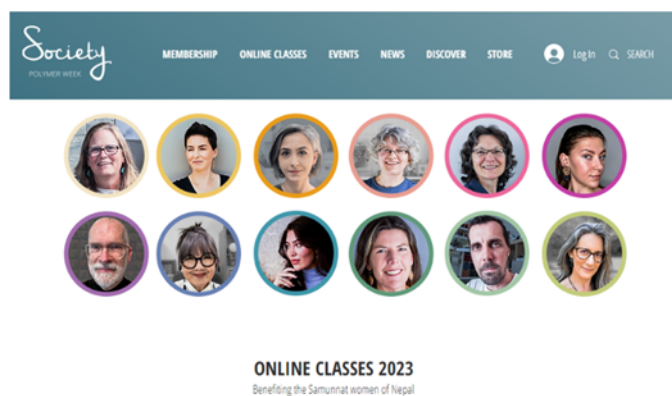 Society
POLYMER WEEK
MEMBERSHIP ONLINE CLASSES EVENTS NEWS DISCOVER STORE Log In SEARCH
ONLINE CLASSES 2023
Benefiting the Samunnat women of Nepal